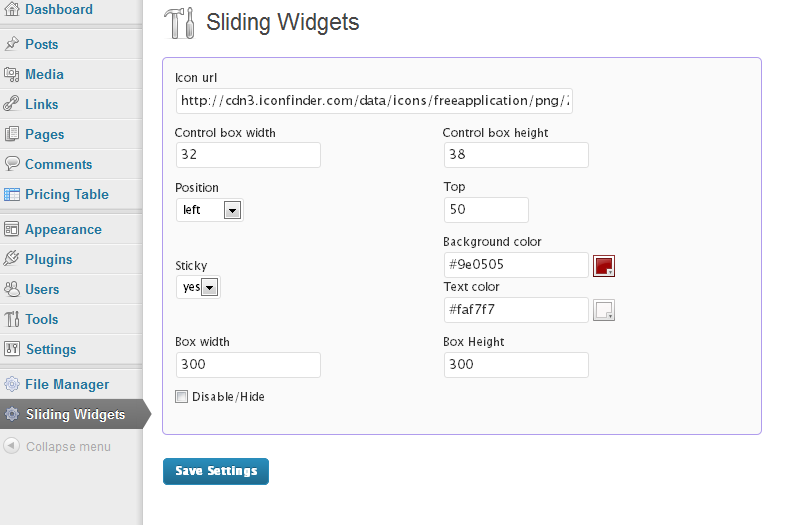 Dashboard
Posts
Media
Links
Pages
Comments
Pricing Table
Appearance
Plugins
Users
Tools
Settings
File Manager
Sliding Widgets
Collapse menu
Sliding Widgets
Icon url
http://cdn3.iconfinder.com/data/icons/freeapplication/png/
Control box width
Control box height
32
38
Position
Top
left
50
Background color
Sticky
#9e0505
yes
Text color
#faf7f7
Box width
Box Height
300
300
Disable/Hide
Save Settings